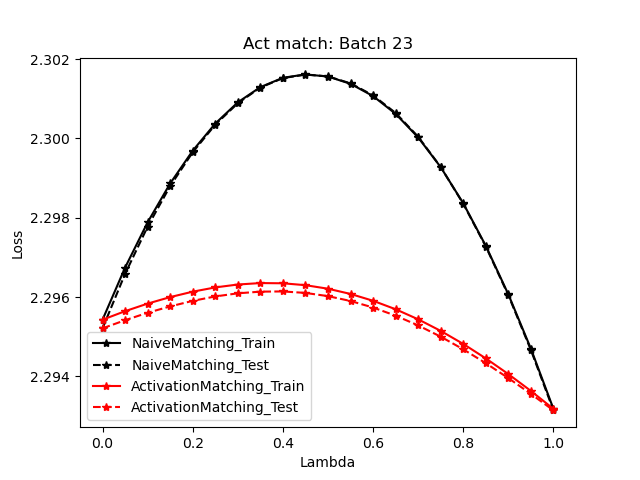 Act match: Batch 23
2.302
2.300
2.298
2.296
2.294
Loss
NaiveMatching_Train
NaiveMatching_Test
ActivationMatching_Train
ActivationMatching_Test
0.0 0.2 0.4 0.6 0.8 1.0
Lambda